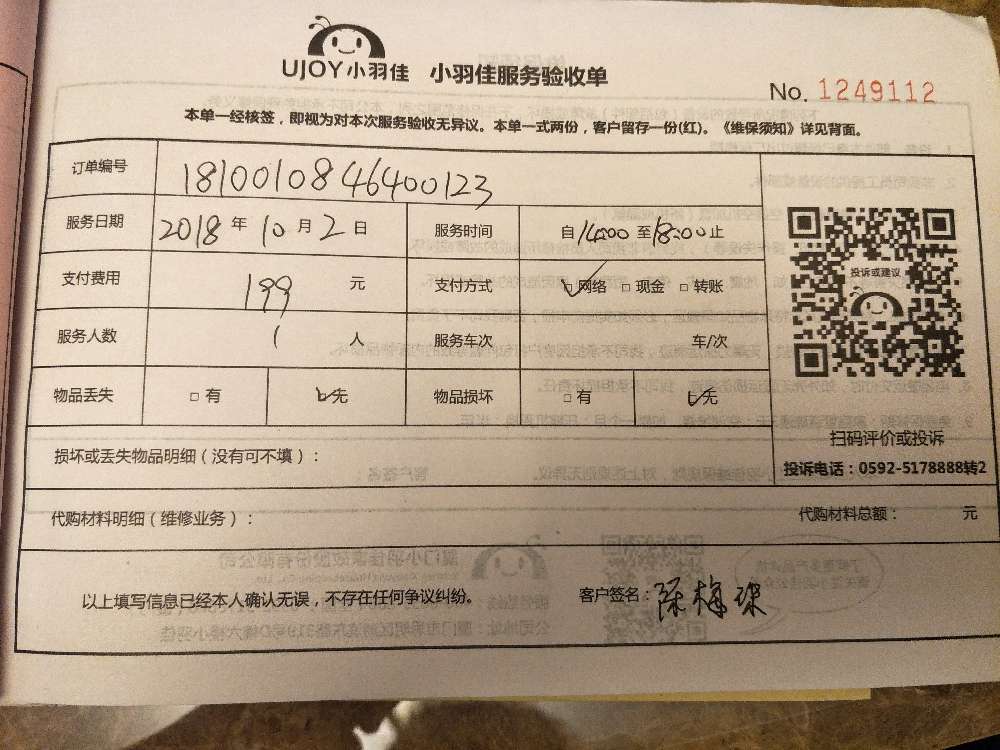 UJOY小羽佳 小羽佳服务验收单
No. 1249112
本单一经核签，即视为对本次服务验收无异议。本单一式两份，客户留存一份(红)。《维保须知》详见背面。
订单编号 1810010846400123
服务日期 2018 年 10 月 2 日 服务时间 自 14:00 至 18:00 止
支付费用 199 元 支付方式 ☑网络 □现金 □转账
服务人数 1 人 服务车次 车/次
物品丢失 □有 ☑无 物品损坏 □有 ☑无
投诉或建议
扫码评价或投诉
投诉电话：0592-5178888转2
损坏或丢失物品明细（没有可不填）：
代购材料明细（维修业务）： 代购材料总额： 元
以上填写信息已经本人确认无误，不存在任何争议纠纷。 客户签名：陈梅珠